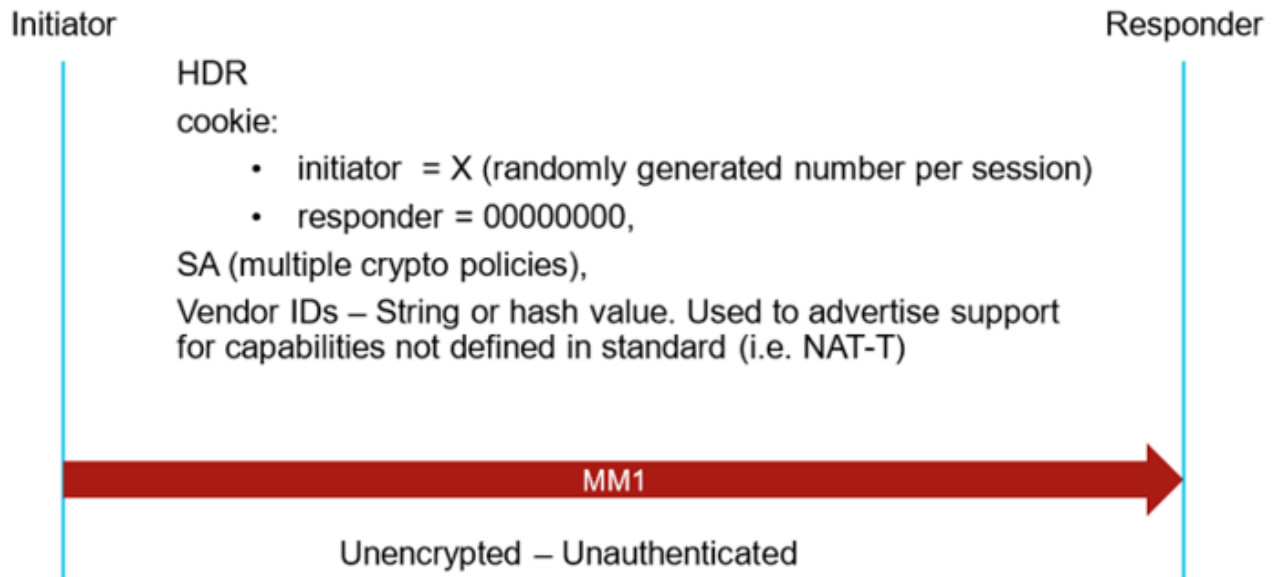 Initiator
Responder
HDR
cookie:
• initiator = X (randomly generated number per session)
• responder = 00000000,
SA (multiple crypto policies),
Vendor IDs – String or hash value. Used to advertise support
for capabilities not defined in standard (i.e. NAT-T)
MM1
Unencrypted – Unauthenticated